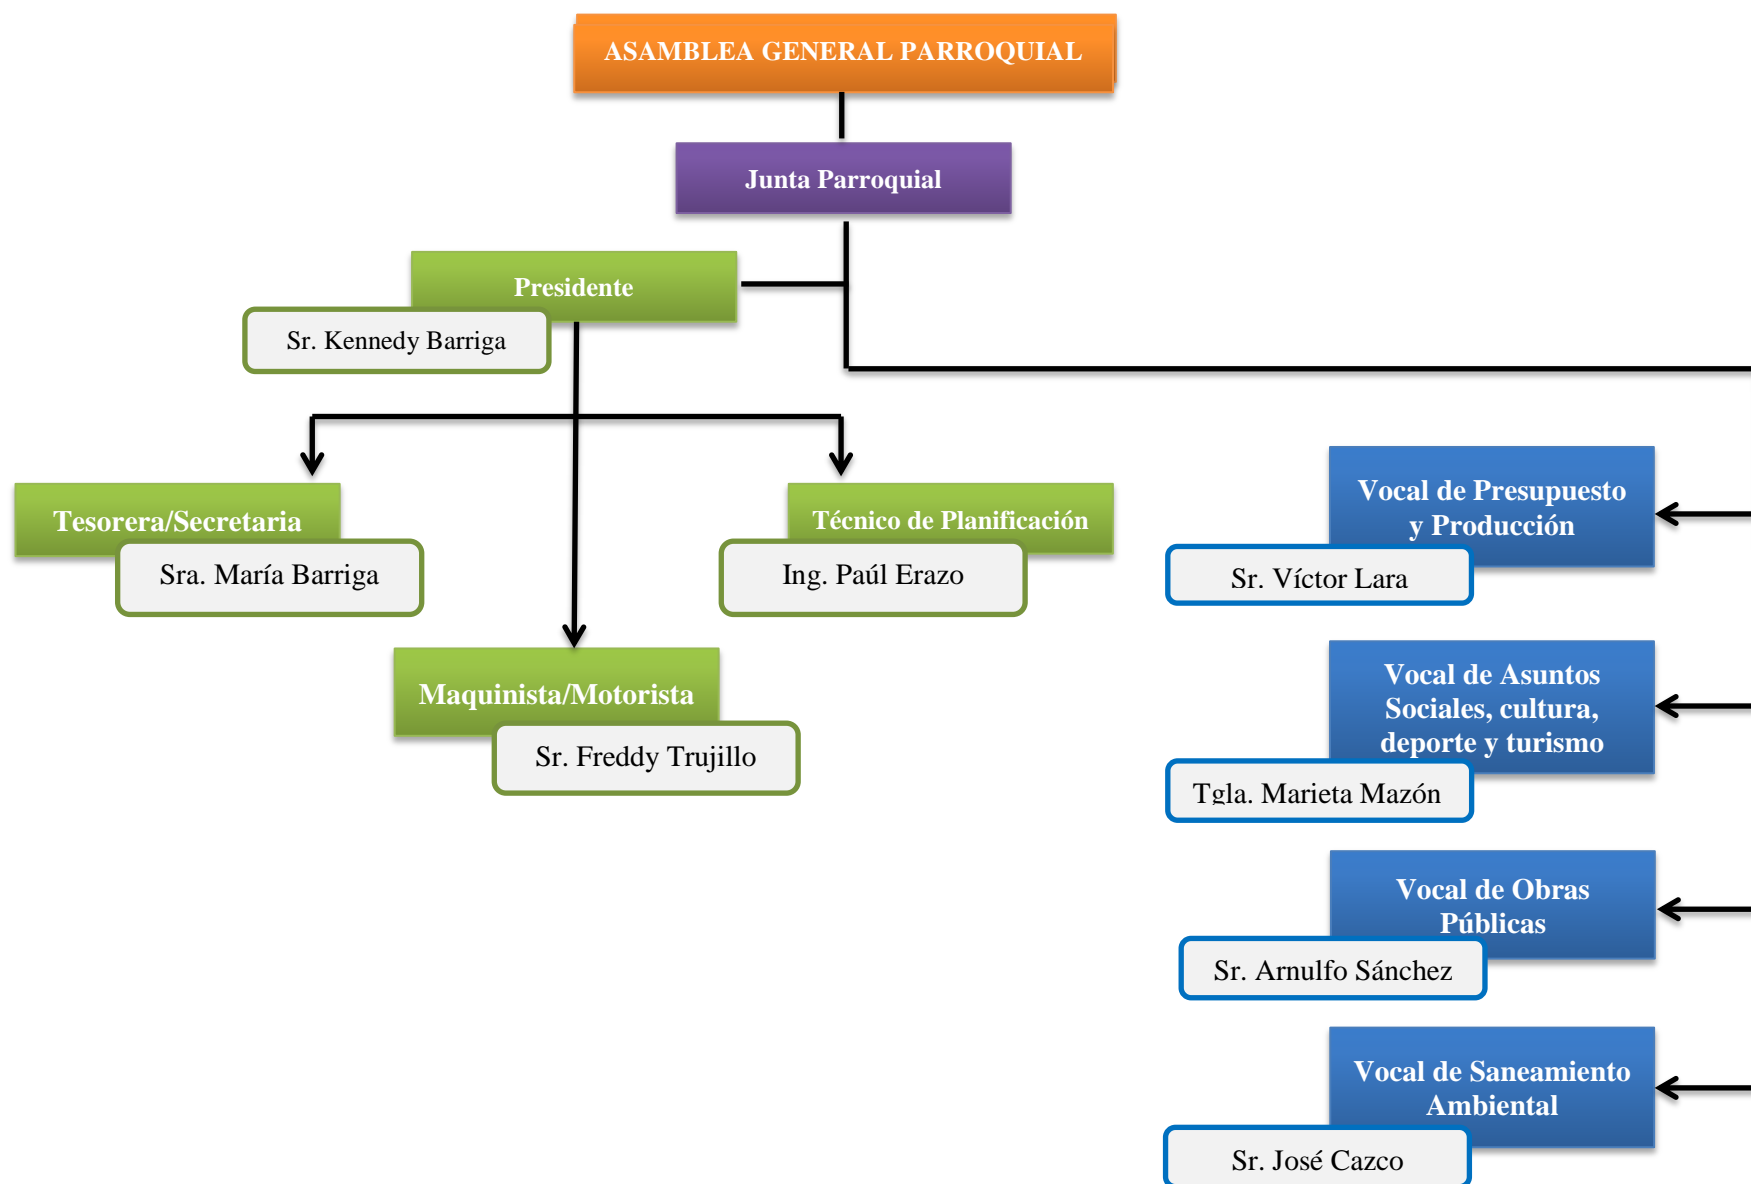 ASAMBLEA GENERAL PARROQUIAL
Junta Parroquial
Presidente
Sr. Kennedy Barriga
Tesorera/Secretaria
Sra. María Barriga
Técnico de Planificación
Ing. Paúl Erazo
Maquinista/Motorista
Sr. Freddy Trujillo
Vocal de Presupuesto
y Producción
Sr. Víctor Lara
Vocal de Asuntos
Sociales, cultura,
deporte y turismo
Tgla. Marieta Mazón
Vocal de Obras
Públicas
Sr. Arnulfo Sánchez
Vocal de Saneamiento
Ambiental
Sr. José Cazco